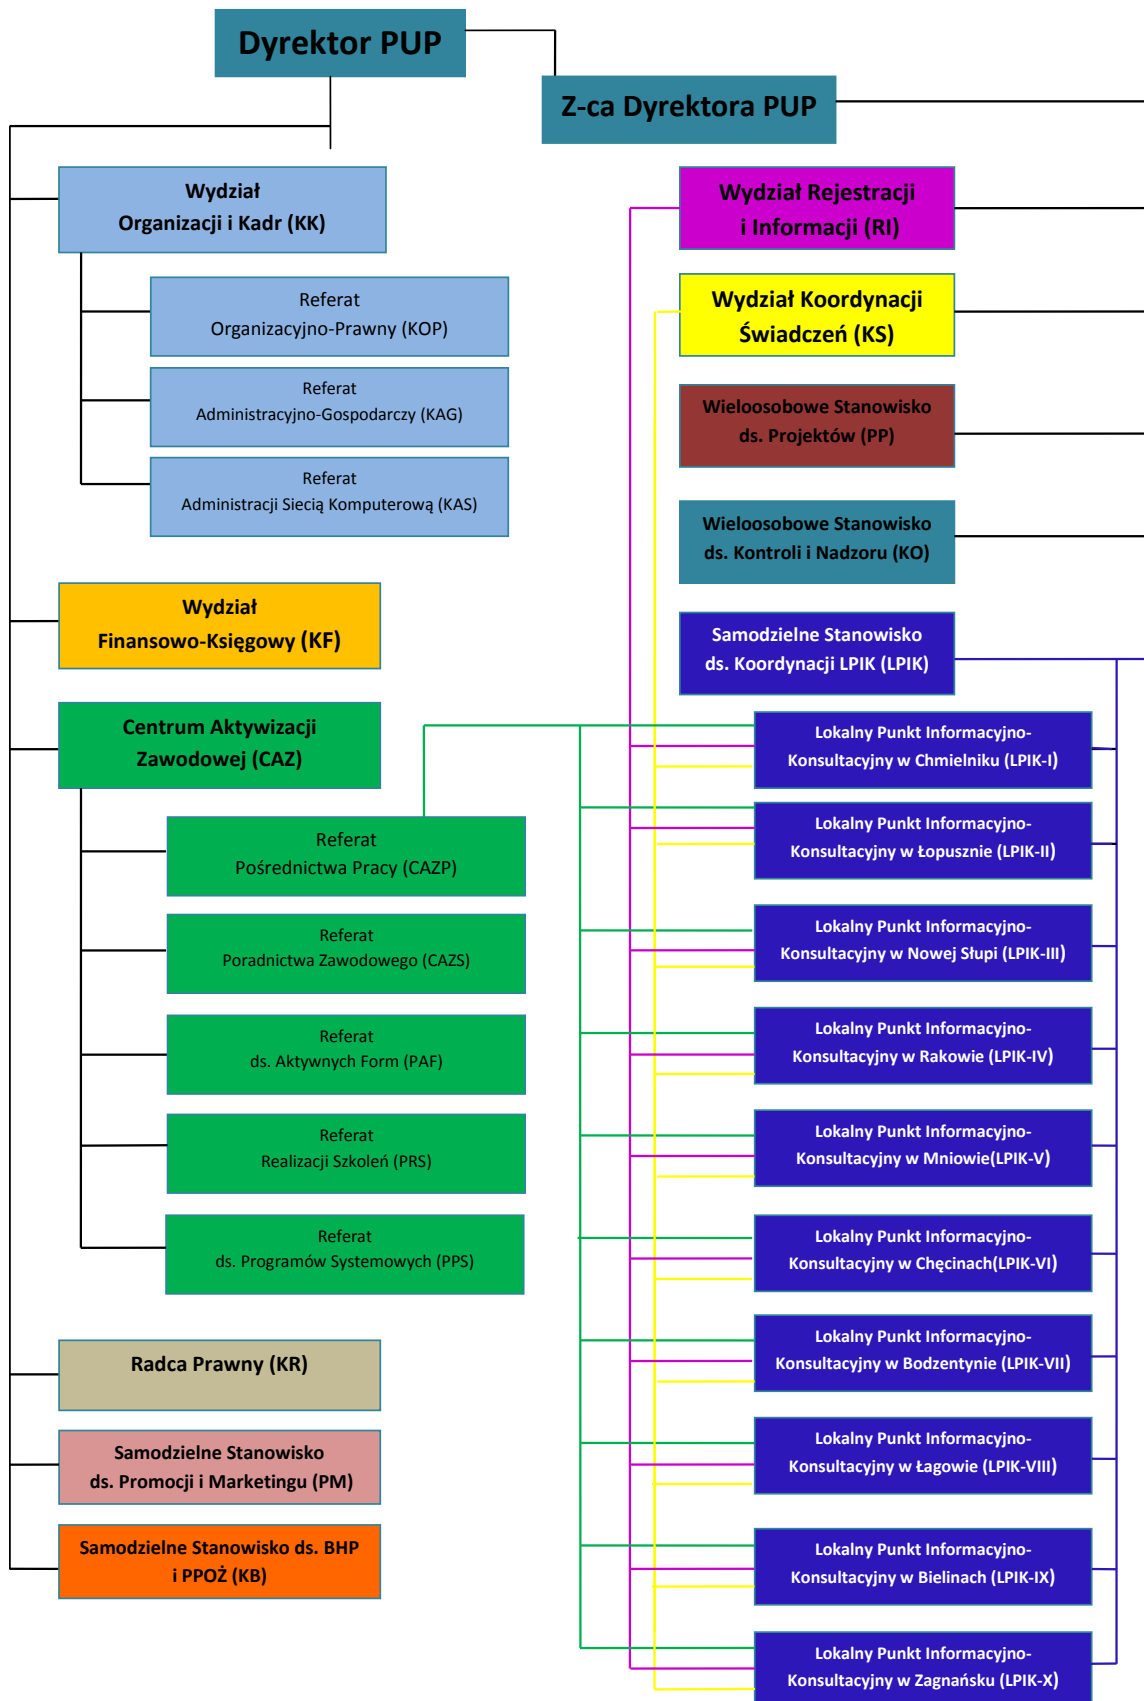 Dyrektor PUP
Z-ca Dyrektora PUP
Wydział
Organizacji i Kadr (KK)
Referat
Organizacyjno-Prawny (KOP)
Referat
Administracyjno-Gospodarczy (KAG)
Referat
Administracji Siecią Komputerową (KAS)
Wydział
Finansowo-Księgowy (KF)
Centrum Aktywizacji
Zawodowej (CAZ)
Referat
Pośrednictwa Pracy (CAZP)
Referat
Poradnictwa Zawodowego (CAZS)
Referat
ds. Aktywnych Form (PAF)
Referat
Realizacji Szkoleń (PRS)
Referat
ds. Programów Systemowych (PPS)
Radca Prawny (KR)
Samodzielne Stanowisko
ds. Promocji i Marketingu (PM)
Samodzielne Stanowisko ds. BHP
i PPOŻ (KB)
Wydział Rejestracji
i Informacji (RI)
Wydział Koordynacji
Świadczeń (KS)
Wieloosobowe Stanowisko
ds. Projektów (PP)
Wieloosobowe Stanowisko
ds. Kontroli i Nadzoru (KO)
Samodzielne Stanowisko
ds. Koordynacji LPIK (LPIK)
Lokalny Punkt Informacyjno-
Konsultacyjny w Chmielniku (LPIK-I)
Lokalny Punkt Informacyjno-
Konsultacyjny w Łopusznie (LPIK-II)
Lokalny Punkt Informacyjno-
Konsultacyjny w Nowej Słupi (LPIK-III)
Lokalny Punkt Informacyjno-
Konsultacyjny w Rakowie (LPIK-IV)
Lokalny Punkt Informacyjno-
Konsultacyjny w Mniowie(LPIK-V)
Lokalny Punkt Informacyjno-
Konsultacyjny w Chęcinach(LPIK-VI)
Lokalny Punkt Informacyjno-
Konsultacyjny w Bodzentynie (LPIK-VII)
Lokalny Punkt Informacyjno-
Konsultacyjny w Łagowie (LPIK-VIII)
Lokalny Punkt Informacyjno-
Konsultacyjny w Bielinach (LPIK-IX)
Lokalny Punkt Informacyjno-
Konsultacyjny w Zagnańsku (LPIK-X)